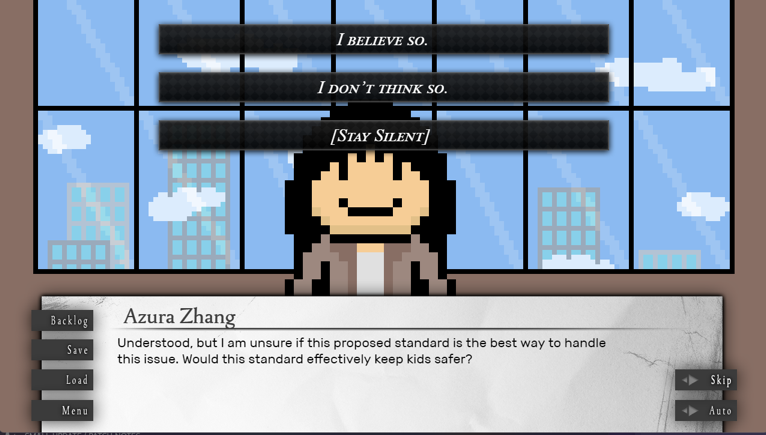 I believe so.
I don't think so.
[Stay Silent]
Azura Zhang
Understood, but I am unsure if this proposed standard is the best way to handle
this issue. Would this standard effectively keep kids safer?
Backlog
Save
Load
Menu
Skip
Auto